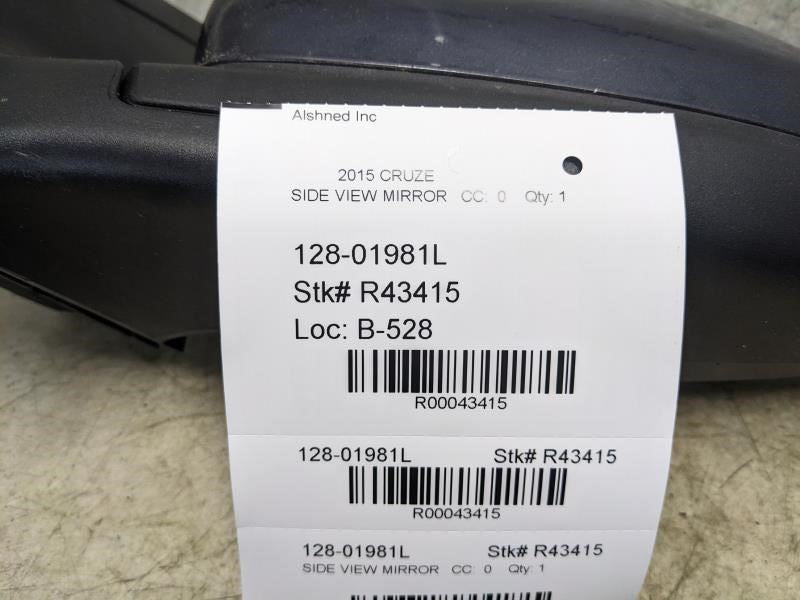 Alshned Inc
2015 CRUZE
SIDE VIEW MIRROR CC: 0 Qty: 1
128-01981L
Stk# R43415
Loc: B-528
R00043415
128-01981L Stk# R43415
R00043415
128-01981L Stk# R43415
SIDE VIEW MIRROR CC: 0 Qty: 1